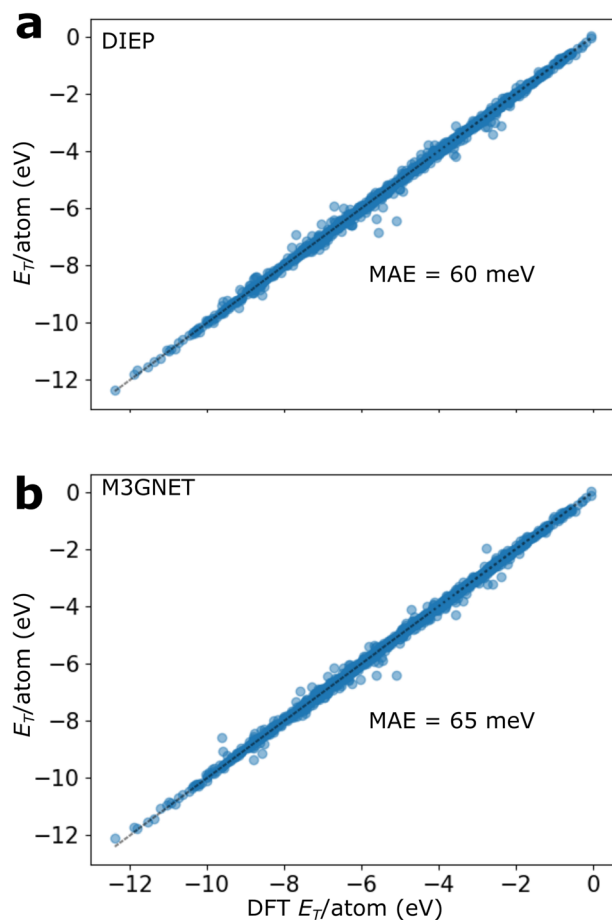 a
DIEP
0
−2
−4
−6
−8
−10
−12
E_T/atom (eV)
MAE = 60 meV
b
M3GNET
0
−2
−4
−6
−8
−10
−12
E_T/atom (eV)
MAE = 65 meV
−12 −10 −8 −6 −4 −2 0
DFT E_T/atom (eV)